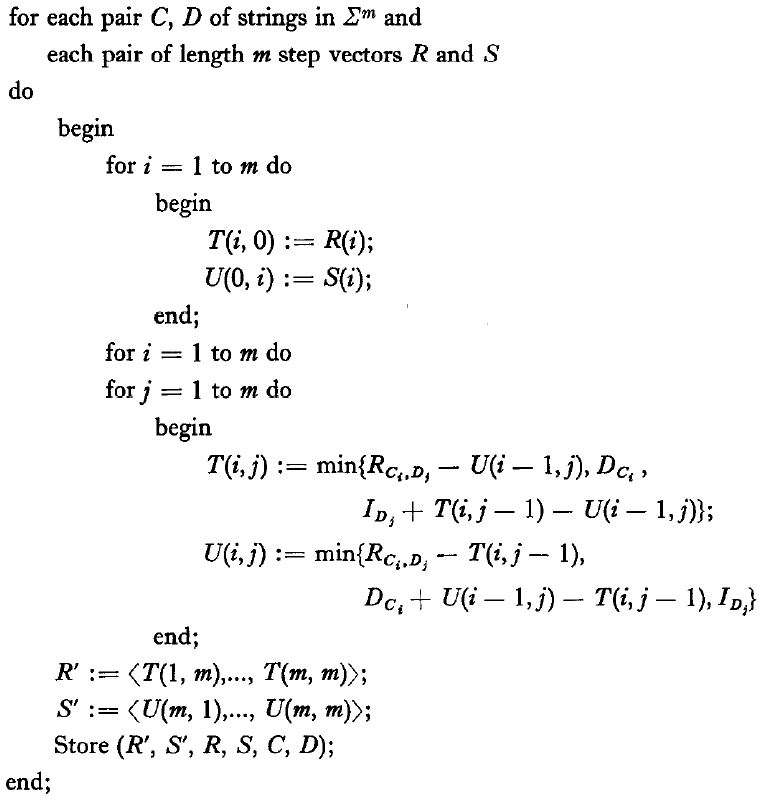 for each pair C, D of strings in Σᵐ and
each pair of length m step vectors R and S
do
begin
for i = 1 to m do
begin
T(i, 0) := R(i);
U(0, i) := S(i);
end;
for i = 1 to m do
for j = 1 to m do
begin
T(i, j) := min{R_{C_i, D_j} − U(i − 1, j), D_{C_i} ,
I_{D_j} + T(i, j − 1) − U(i − 1, j)};
U(i, j) := min{R_{C_i, D_j} − T(i, j − 1),
D_{C_i} + U(i − 1, j) − T(i, j − 1), I_{D_j}}
end;
R′ := ⟨T(1, m),..., T(m, m)⟩;
S′ := ⟨U(m, 1),..., U(m, m)⟩;
Store (R′, S′, R, S, C, D);
end;